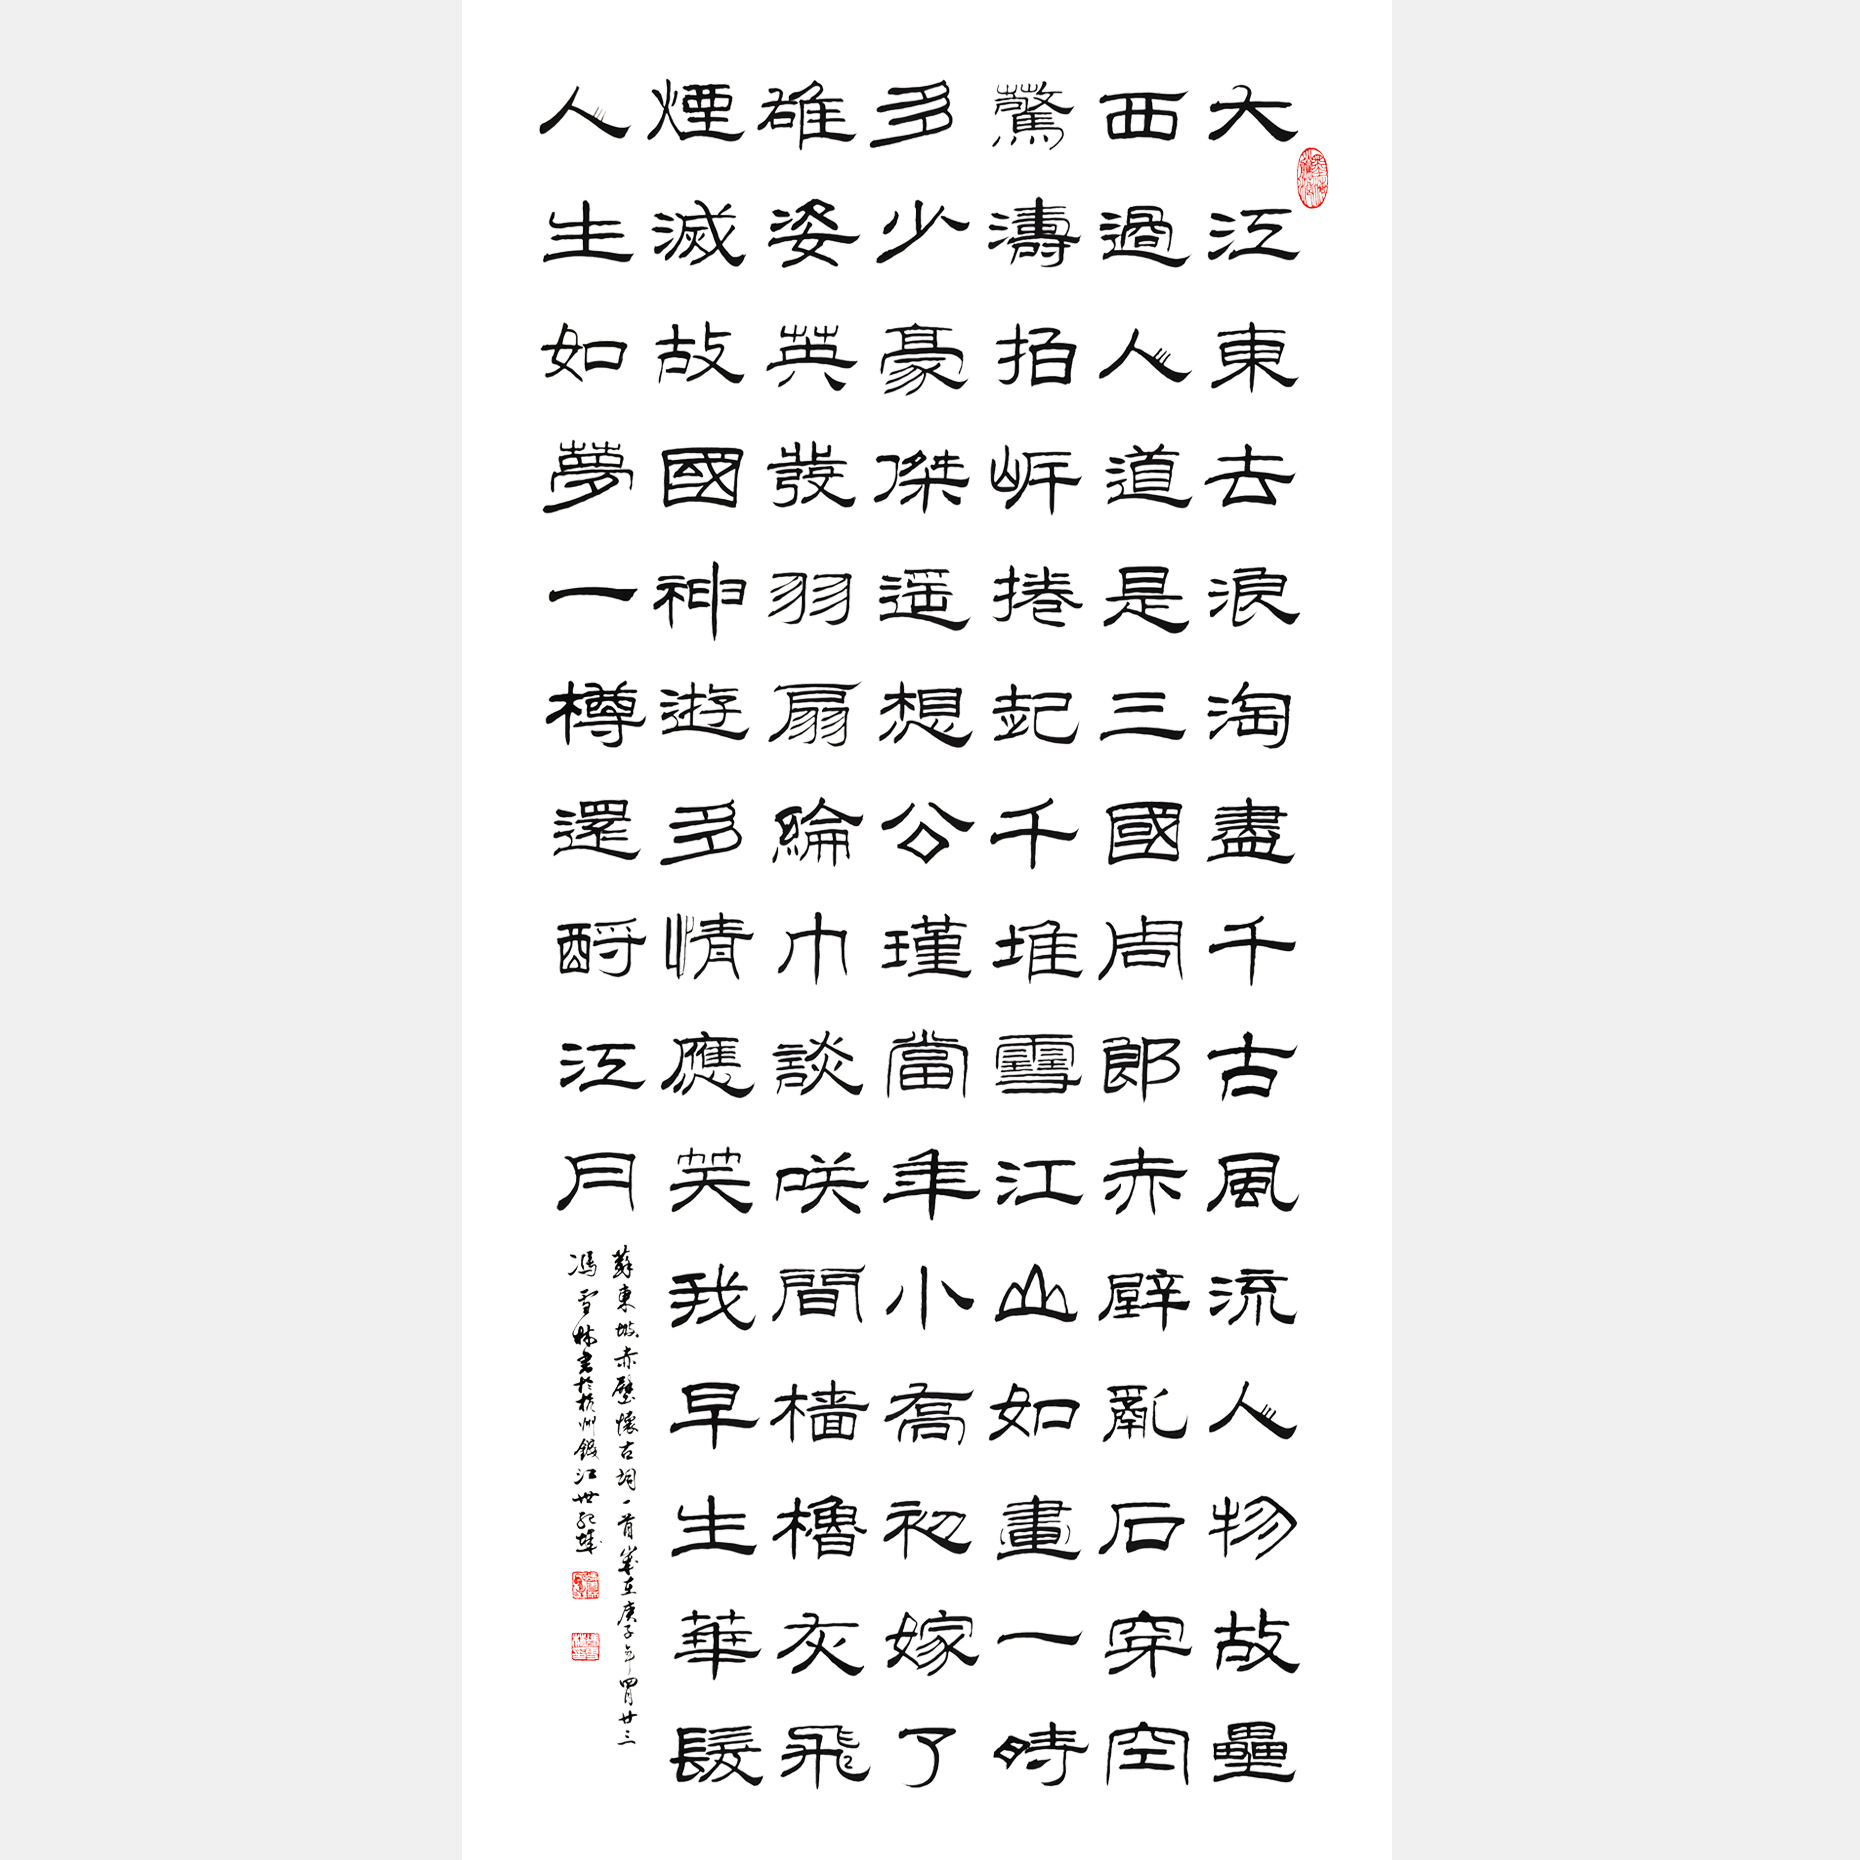 大江東去浪淘盡千古風流人物故壘
西過人道是三國周郎赤壁亂石穿空
驚濤拍岸捲起千堆雪江山如畫一時
多少豪傑遥想公瑾當年小喬初嫁了
雄姿英發羽扇綸巾談咲間檣櫓灰飛
煙滅故國神遊多情應笑我早生華髮
人生如夢一樽還酹江月
蘇東坡赤壁懷古詞一首歲在庚子年四月廿三
馮雪林書於杭州錢江世紀城